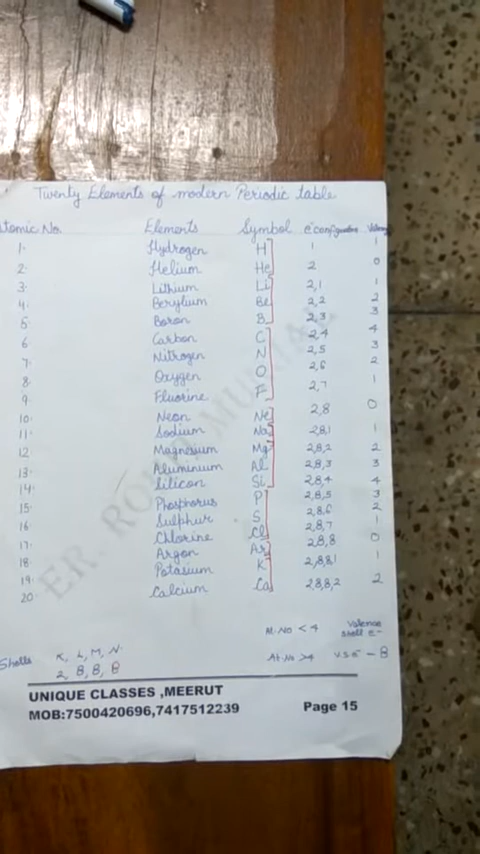 Twenty Elements of modern Periodic table
tomic No. Elements Symbol e⁻ configuration Valency
1. Hydrogen H 1 1
2. Helium He 2 0
3. Lithium Li 2,1 1
4. Berylium Be 2,2 2
5. Boron B 2,3 3
6 Carbon C 2,4 4
7. Nitrogen N 2,5 3
8. Oxygen O 2,6 2
9. Fluorine F 2,7 1
10. Neon Ne 2,8 0
11. Sodium Na 2,8,1 1
12 Magnesium Mg 2,8,2 2
13. Aluminium Al 2,8,3 3
14. Silicon Si 2,8,4 4
15. Phosphorus P 2,8,5 3
16. Sulphur S 2,8,6 2
17. Chlorine Cl 2,8,7 1
18. Argon Ar 2,8,8 0
19. Potasium K 2,8,8,1 1
20 Calcium Ca 2,8,8,2 2
M.No < 4 Valence Shell e-
Shells K, L, M, N. At.No >4 V.S.e⁻ - 8
2, 8, 8, 8
UNIQUE CLASSES ,MEERUT
MOB:7500420696,7417512239 Page 15